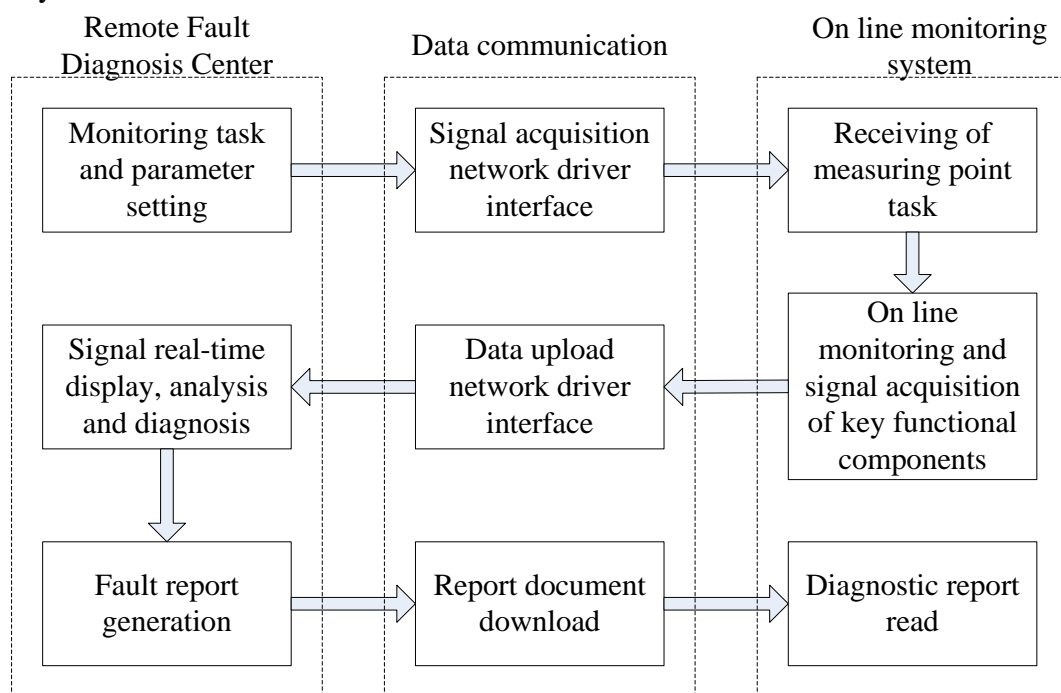 Remote Fault
Diagnosis Center
Data communication
On line monitoring
system
Monitoring task
and parameter
setting
Signal acquisition
network driver
interface
Receiving of
measuring point
task
Signal real-time
display, analysis
and diagnosis
Data upload
network driver
interface
On line
monitoring and
signal acquisition
of key functional
components
Fault report
generation
Report document
download
Diagnostic report
read